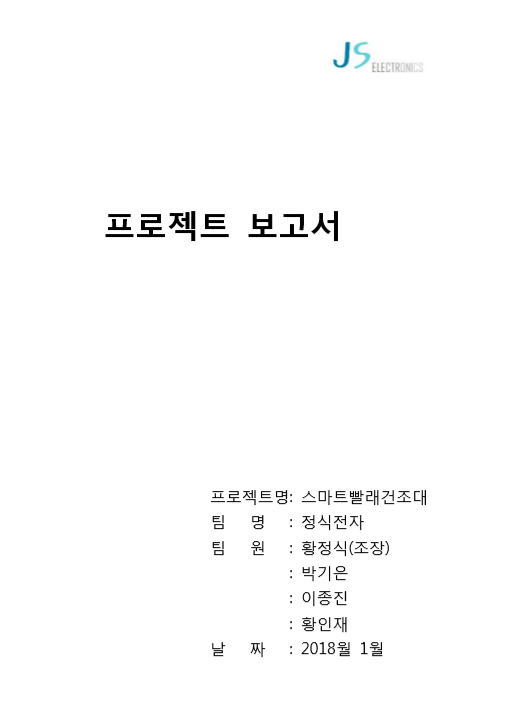 JS ELECTRONICS
프로젝트 보고서
프로젝트명: 스마트빨래건조대
팀 명 : 정식전자
팀 원 : 황정식(조장)
: 박기은
: 이종진
: 황인재
날 짜 : 2018월 1월